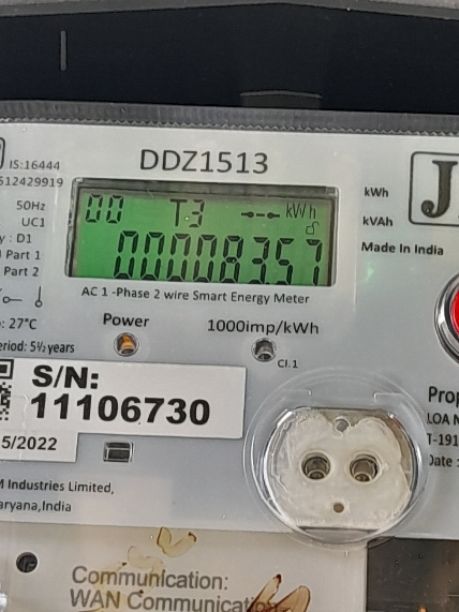 DDZ1513
IS:16444
512429919
00 T3 kWh
kWh
50Hz
UC1
kVAh
: D1
00008357
Made in India
Part 1
Part 2
AC 1 -Phase 2 wire Smart Energy Meter
: 27°C
Power
1000imp/kWh
eriod: 5½ years
Cl.1
S/N:
11106730
Prop
LOA N
T-191
5/2022
Date :
M Industries Limited,
aryana,India
Communication:
WAN Communicatio